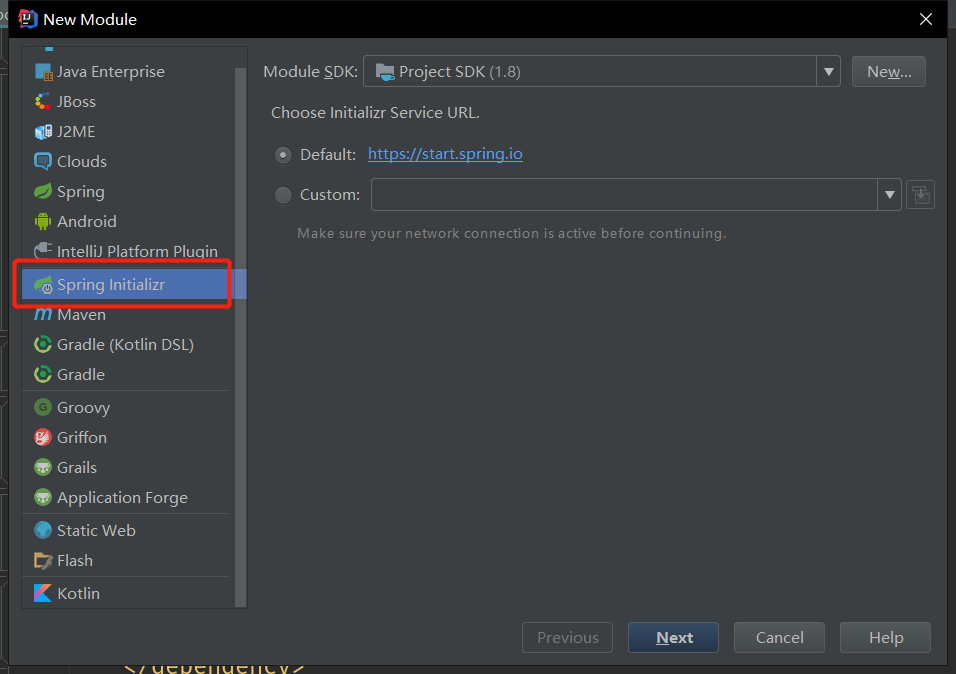 New Module
Java Enterprise
JBoss
J2ME
Clouds
Spring
Android
IntelliJ Platform Plugin
Spring Initializr
Maven
Gradle (Kotlin DSL)
Gradle
Groovy
Griffon
Grails
Application Forge
Static Web
Flash
Kotlin
Module SDK: Project SDK (1.8) New...
Choose Initializr Service URL.
Default: https://start.spring.io
Custom:
Make sure your network connection is active before continuing.
Previous Next Cancel Help
</dependency>